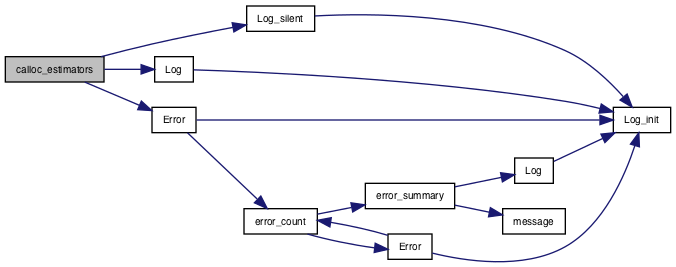 Log_silent
calloc_estimators
Log
Error
Log_init
Log
error_summary
error_count
message
Error